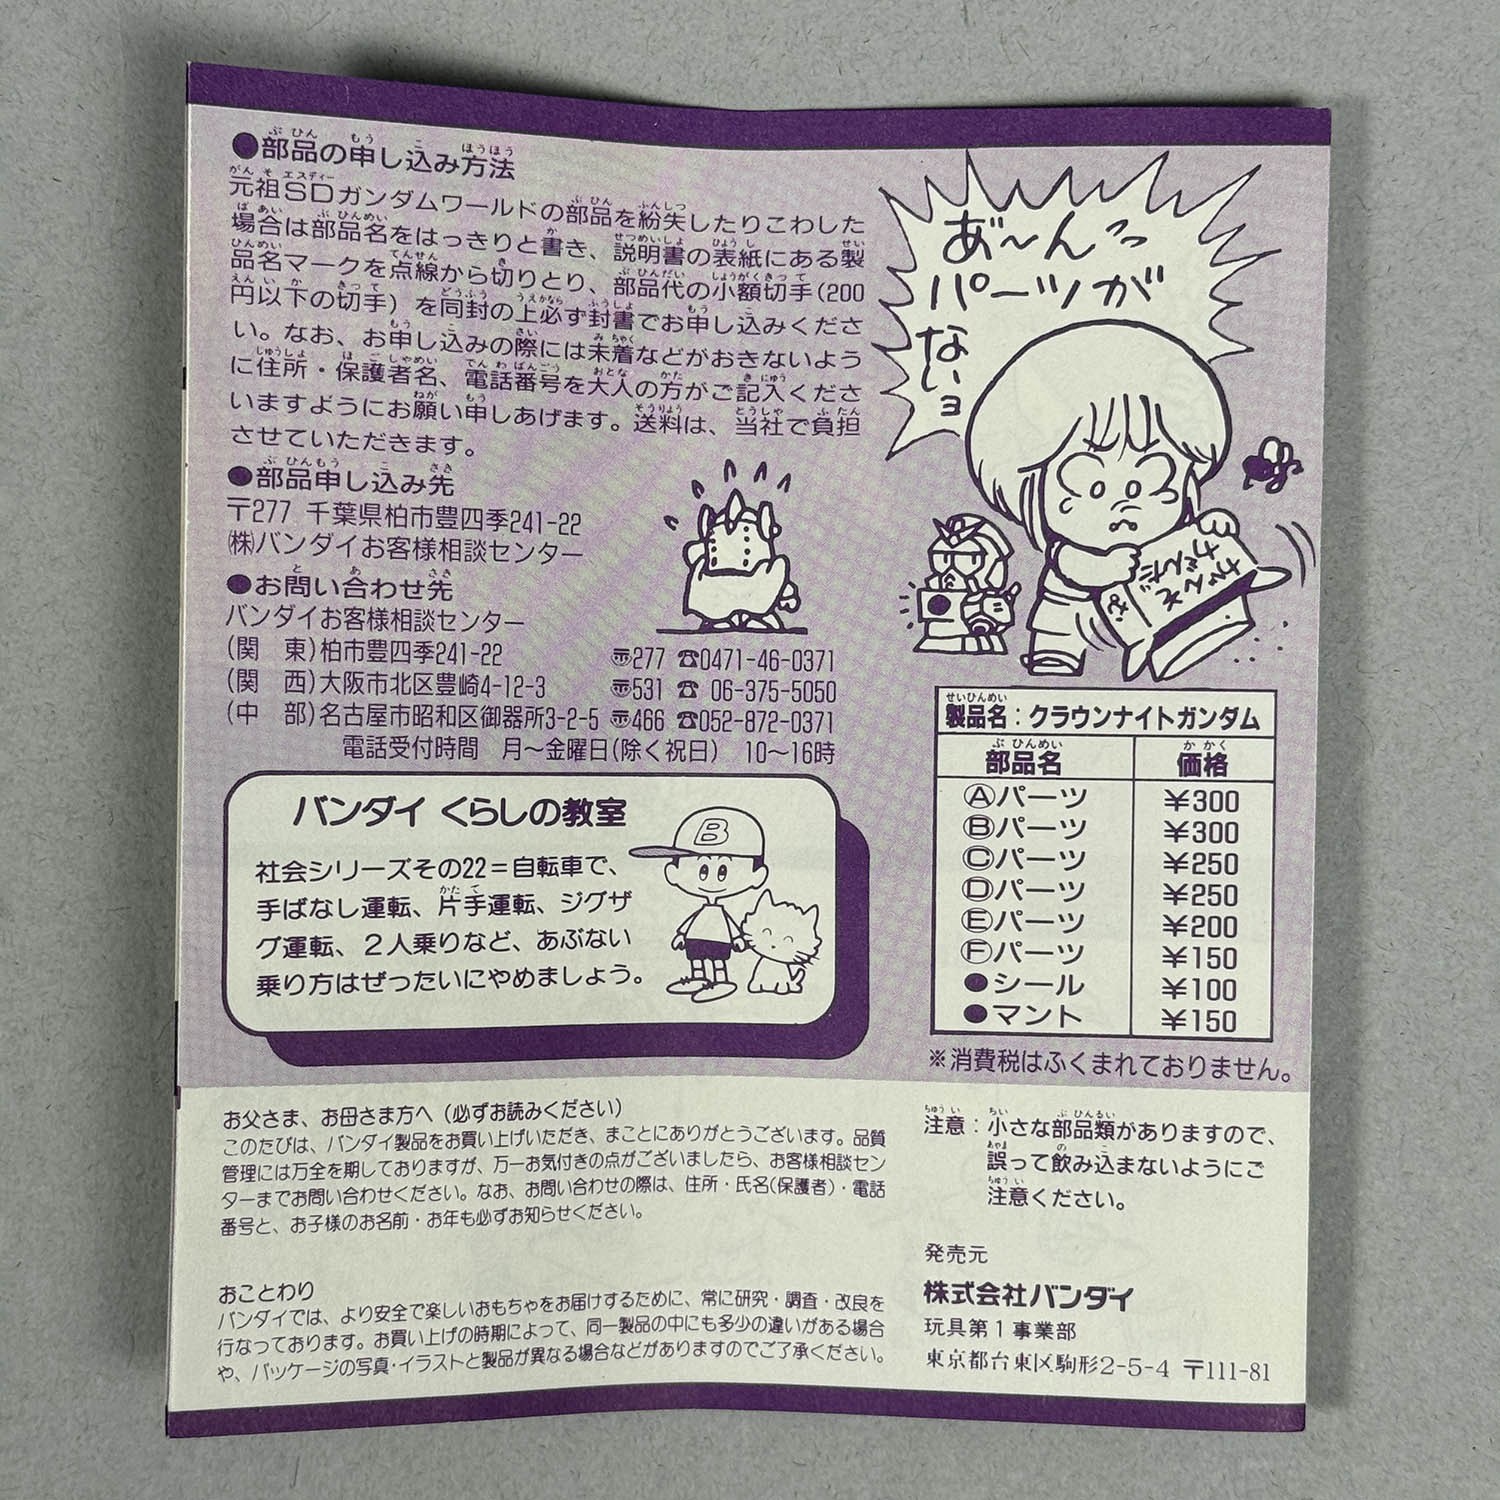 ●部品の申し込み方法
元祖SDガンダムワールドの部品を紛失したりこわした
場合は部品名をはっきりと書き、説明書の表紙にある製
品名マークを点線から切りとり、部品代の小額切手(200
円以下の切手)を同封の上必ず封書でお申し込みくださ
い。なお、お申し込みの際には未着などがおきないよう
に住所・保護者名、電話番号を大人の方がご記入くださ
いますようにお願い申しあげます。送料は、当社で負担
させていただきます。
●部品申し込み先
〒277 千葉県柏市豊四季241-22
㈱バンダイお客様相談センター
●お問い合わせ先
バンダイお客様相談センター
(関 東)柏市豊四季241-22 〠277 ☎0471-46-0371
(関 西)大阪市北区豊崎4-12-3 〠531 ☎06-375-5050
(中 部)名古屋市昭和区御器所3-2-5 〠466 ☎052-872-0371
電話受付時間 月〜金曜日(除く祝日) 10〜16時
バンダイ くらしの教室
社会シリーズその22=自転車で、
手ばなし運転、片手運転、ジグザ
グ運転、2人乗りなど、あぶない
乗り方はぜったいにやめましょう。
B
あ゛〜んっ
パーツが
ないョ
がんそ
がんだむ
製品名:クラウンナイトガンダム
部品名 価格
Ⓐパーツ ¥300
Ⓑパーツ ¥300
Ⓒパーツ ¥250
Ⓓパーツ ¥250
Ⓔパーツ ¥200
Ⓕパーツ ¥150
●シール ¥100
●マント ¥150
※消費税はふくまれておりません。
お父さま、お母さま方へ(必ずお読みください)
このたびは、バンダイ製品をお買い上げいただき、まことにありがとうございます。品質
管理には万全を期しておりますが、万一お気付きの点がございましたら、お客様相談セン
ターまでお問い合わせください。なお、お問い合わせの際は、住所・氏名(保護者)・電話
番号と、お子様のお名前・お年も必ずお知らせください。
おことわり
バンダイでは、より安全で楽しいおもちゃをお届けするために、常に研究・調査・改良を
行なっております。お買い上げの時期によって、同一製品の中にも多少の違いがある場合
や、パッケージの写真・イラストと製品が異なる場合などがありますのでご了承ください。
注意:小さな部品類がありますので、
誤って飲み込まないようにご
注意ください。
発売元
株式会社バンダイ
玩具第1事業部
東京都台東区駒形2-5-4 〒111-81